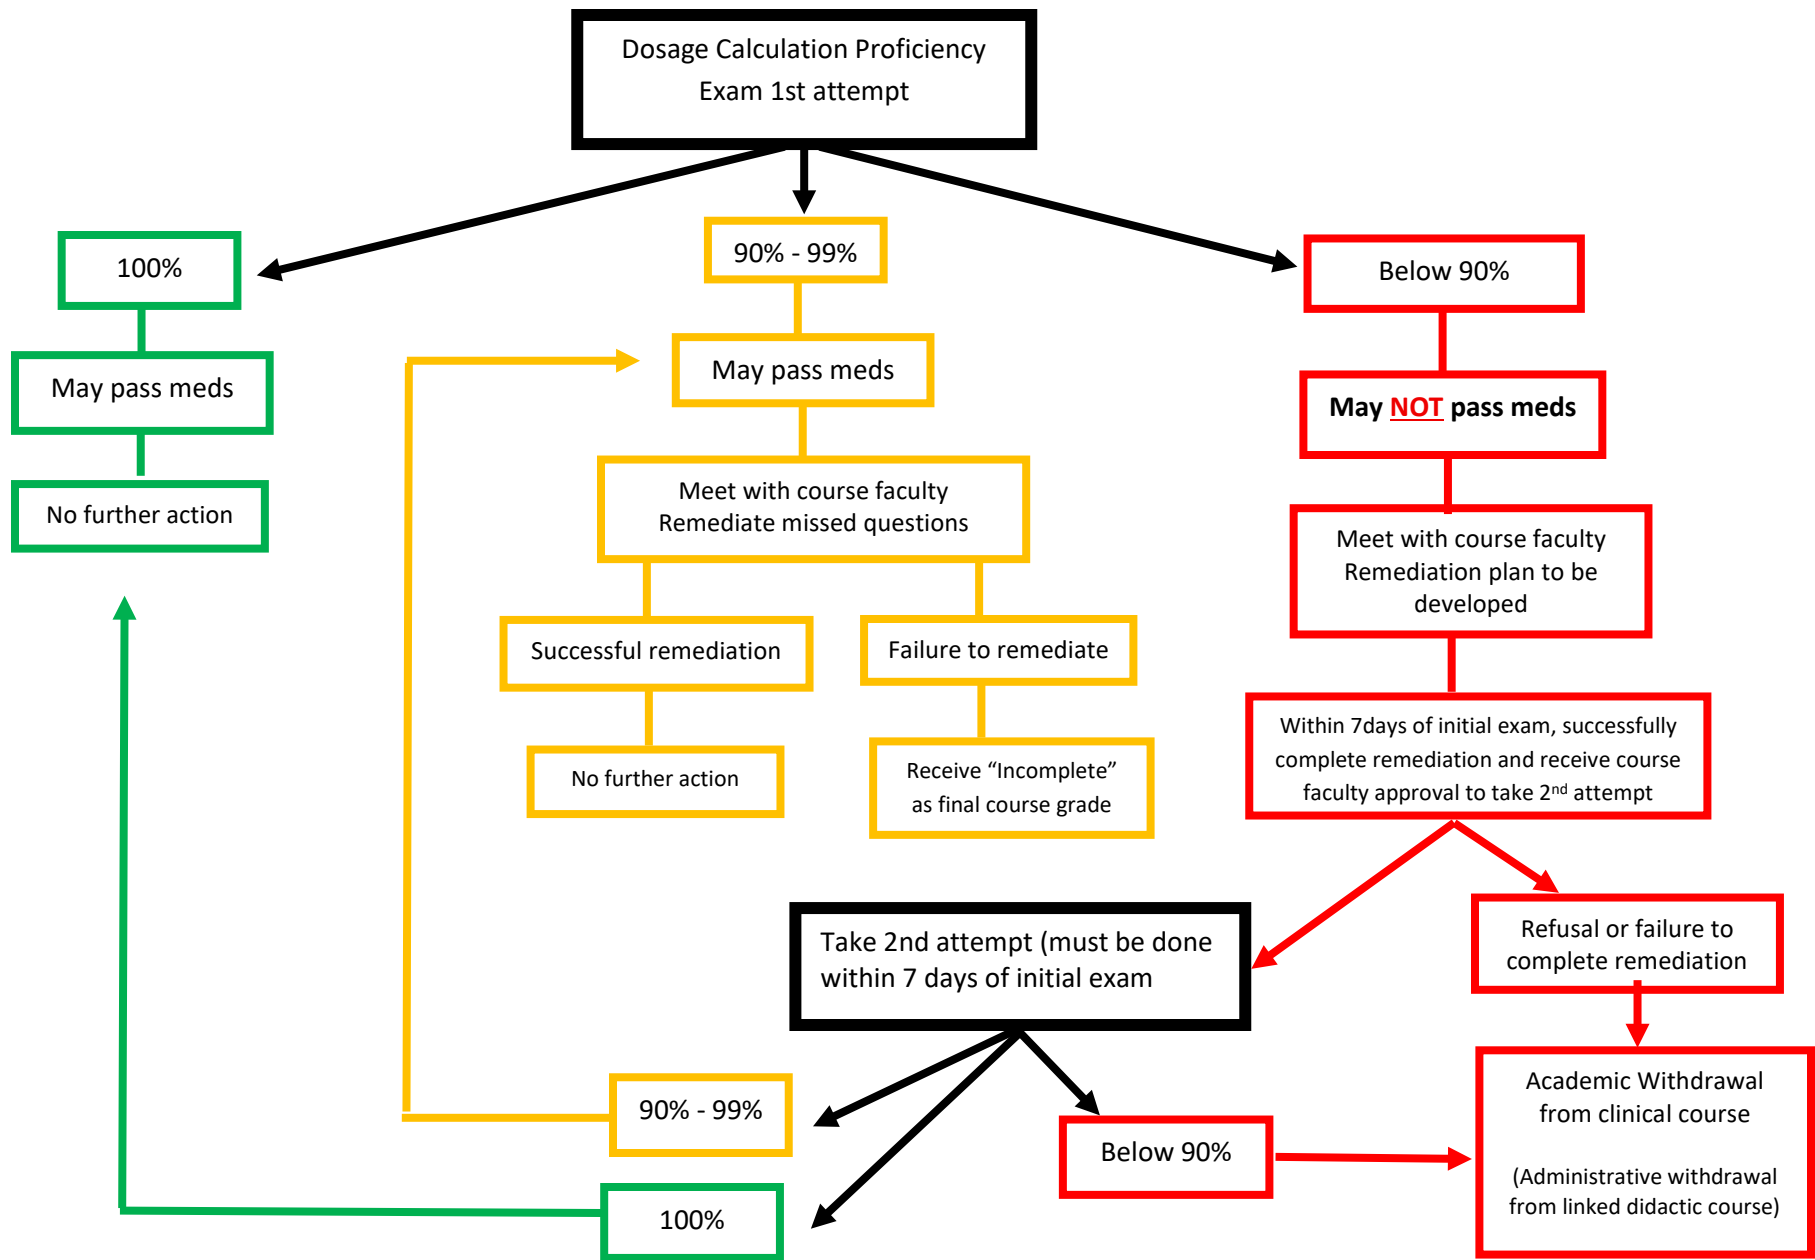 Dosage Calculation Proficiency
Exam 1st attempt
100%
90% - 99%
Below 90%
May pass meds
May pass meds
May NOT pass meds
No further action
Meet with course faculty
Remediate missed questions
Meet with course faculty
Remediation plan to be
developed
Successful remediation
Failure to remediate
No further action
Receive “Incomplete”
as final course grade
Within 7days of initial exam, successfully
complete remediation and receive course
faculty approval to take 2nd attempt
Take 2nd attempt (must be done
within 7 days of initial exam
Refusal or failure to
complete remediation
90% - 99%
100%
Below 90%
Academic Withdrawal
from clinical course
(Administrative withdrawal
from linked didactic course)